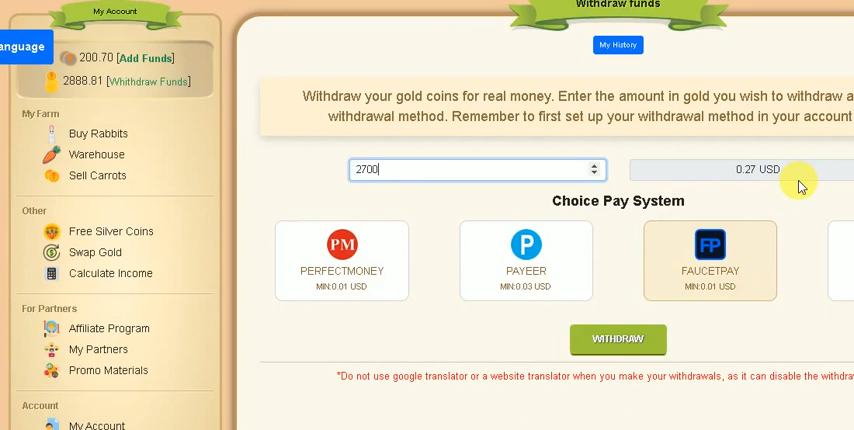 My Account
anguage
200.70 [Add Funds]
2888.81 [Whithdraw Funds]
My Farm
Buy Rabbits
Warehouse
Sell Carrots
Other
Free Silver Coins
Swap Gold
Calculate Income
For Partners
Affiliate Program
My Partners
Promo Materials
Account
My Account
Withdraw funds
My History
Withdraw your gold coins for real money. Enter the amount in gold you wish to withdraw a
withdrawal method. Remember to first set up your withdrawal method in your account
2700
0.27 USD
Choice Pay System
PM
PERFECTMONEY
MIN:0.01 USD
P
PAYEER
MIN:0.03 USD
FP
FAUCETPAY
MIN:0.01 USD
WITHDRAW
*Do not use google translator or a website translator when you make your withdrawals, as it can disable the withdra